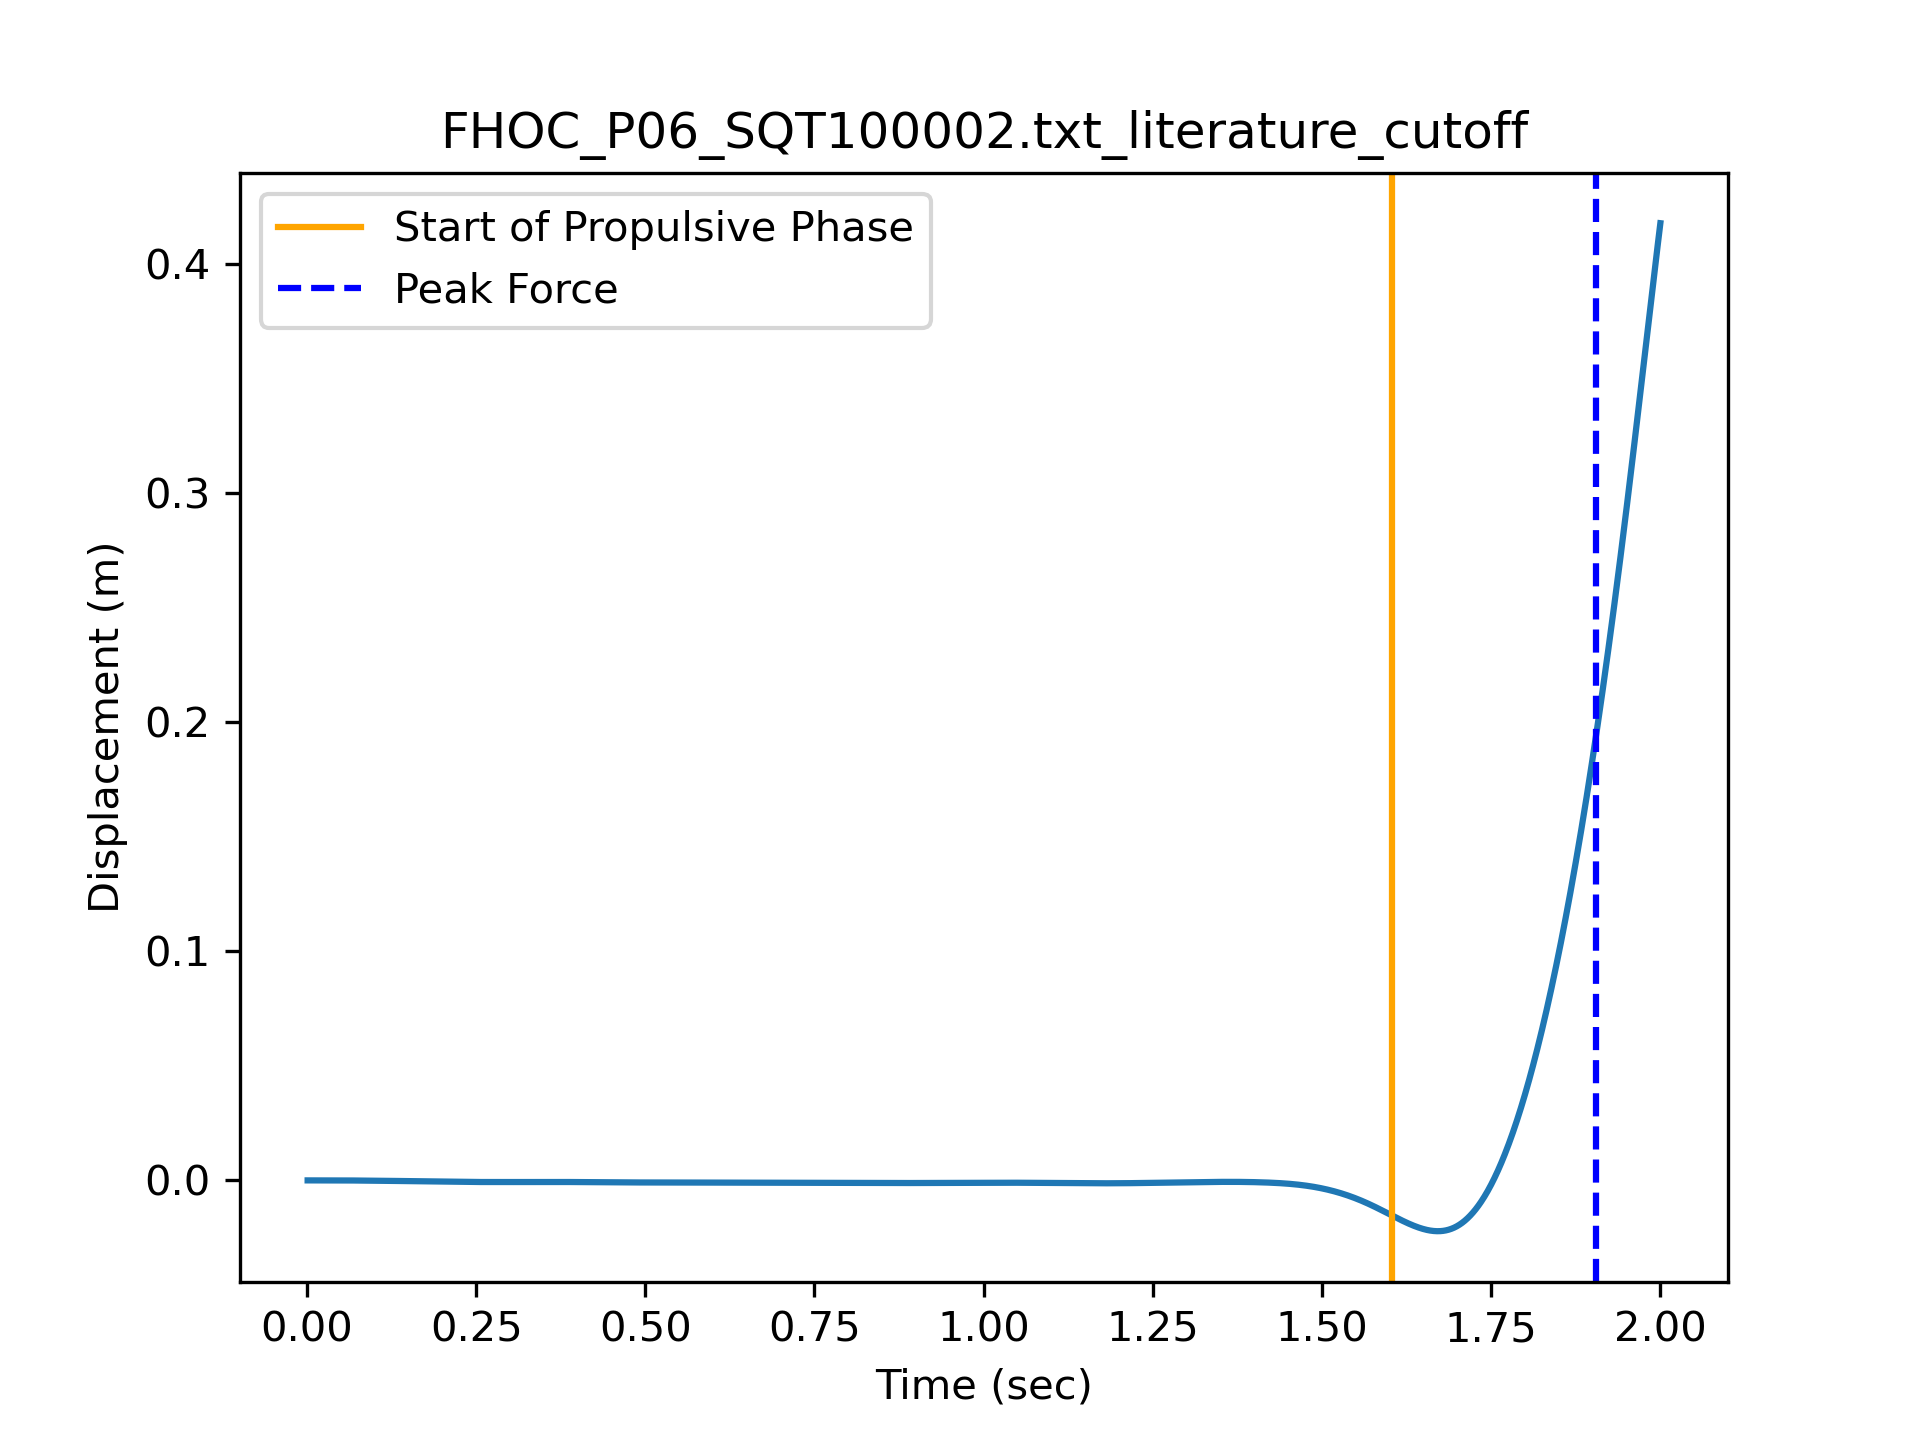 FHOC_P06_SQT100002.txt_literature_cutoff
Start of Propulsive Phase
Peak Force
0.4
0.3
0.2
0.1
0.0
Displacement (m)
0.00 0.25 0.50 0.75 1.00 1.25 1.50 1.75 2.00
Time (sec)